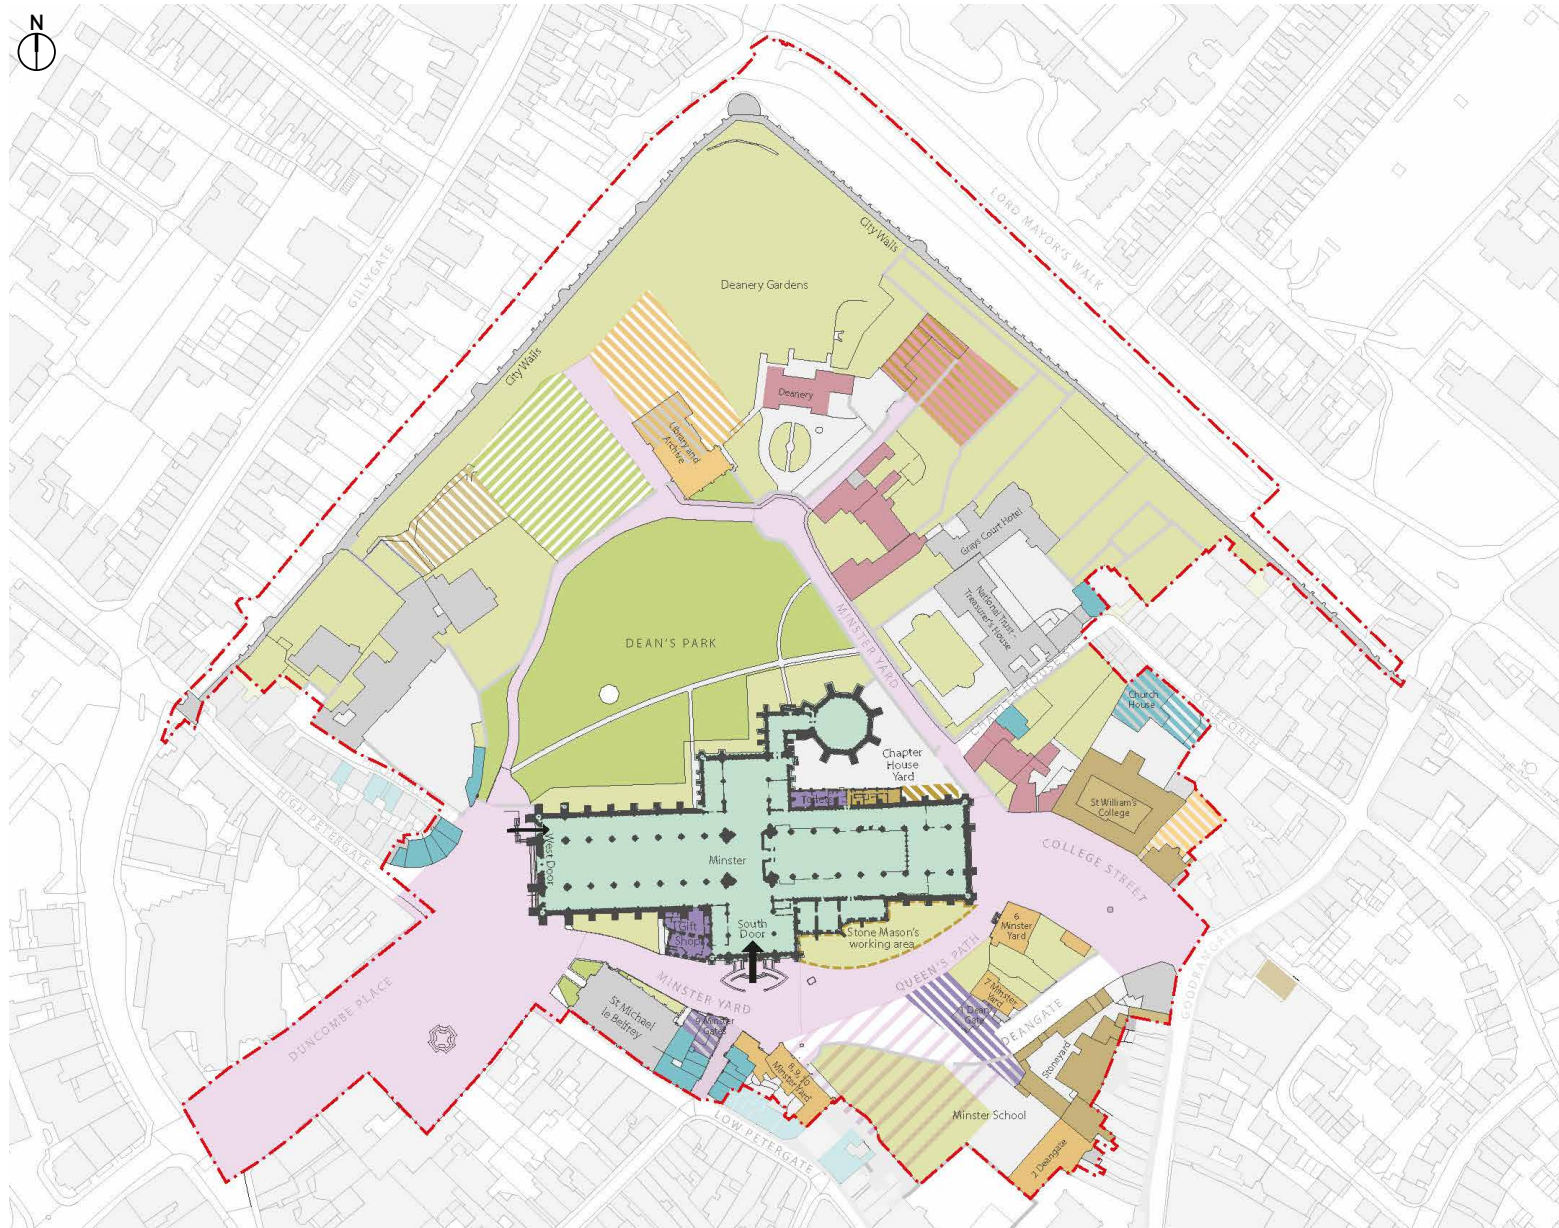 N
LORD MAYOR'S WALK
City Walls
GILLYGATE
Deanery Gardens
City Walls
Deanery
Library and
Archive
Grays Court Hotel
National Trust -
Treasurer's House
DEAN'S PARK
MINSTER YARD
CHAPTER HOUSE ST
OGLEFORTH
Church
House
Chapter
House
Yard
Toilets
St William's
College
HIGH PETERGATE
West Door
Minster
COLLEGE STREET
Gift
Shop
South
Door
Stone Mason's
working area
6
Minster
Yard
QUEEN'S PATH
GOODRAMGATE
DUNCOMBE PLACE
MINSTER YARD
St Michael
le Belfrey
7 Minster
Yard
1 Dean's
Gate
DEANGATE
Minster
Gates
8, 9, 10
Minster Yard
Stoneyard
Minster School
LOW PETERGATE
2 Deangate